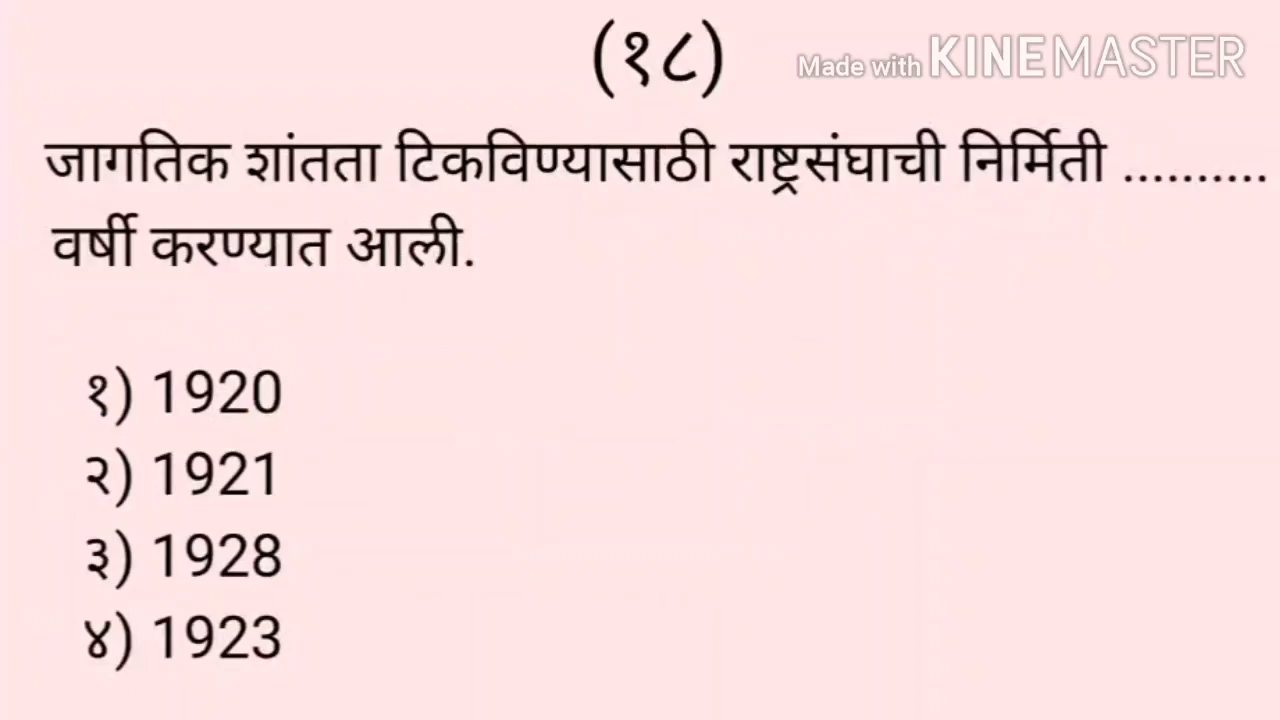 (१८)
Made with KINEMASTER
जागतिक शांतता टिकविण्यासाठी राष्ट्रसंघाची निर्मिती ..........
वर्षी करण्यात आली.
१) 1920
२) 1921
३) 1928
४) 1923